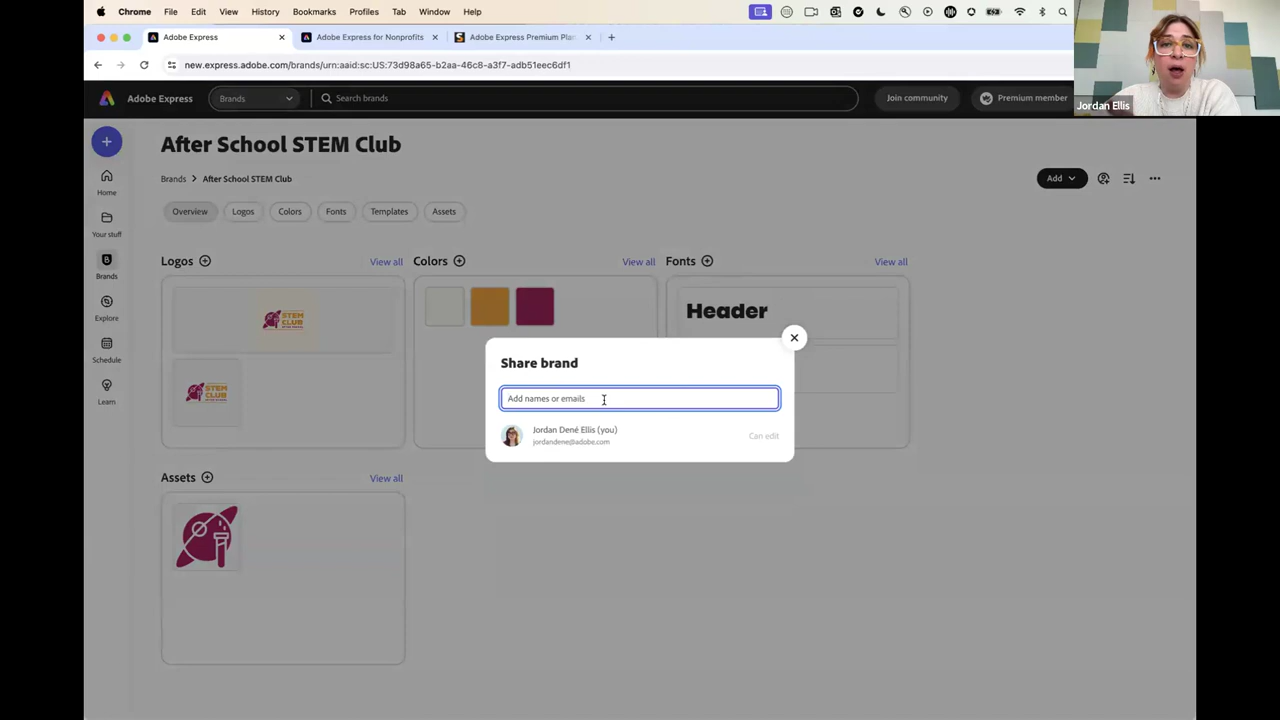 Chrome File Edit View History Bookmarks Profiles Tab Window Help
Adobe Express
Adobe Express for Nonprofits
Adobe Express Premium Plan
new.express.adobe.com/brands/urn:aaid:sc:US:73d98a65-b2aa-46c8-a3f7-adb51eec6df1
Jordan Ellis
Adobe Express
Brands
Search brands
Join community
Premium member
After School STEM Club
Brands > After School STEM Club
Add
Home
Your stuff
Brands
Explore
Schedule
Learn
Overview
Logos
Colors
Fonts
Templates
Assets
Logos
View all
Colors
View all
Fonts
View all
STEM
CLUB
STEM
CLUB
Header
Share brand
Add names or emails
Jordan Dené Ellis (you)
jordandene@adobe.com
Can edit
Assets
View all